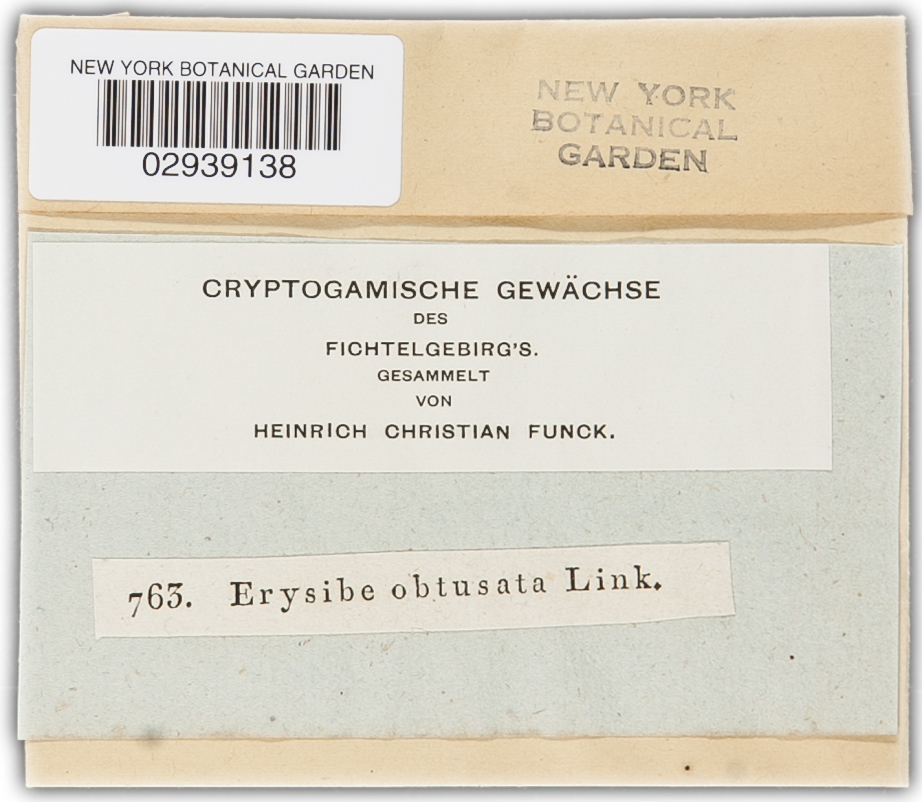 NEW YORK BOTANICAL GARDEN
02939138
NEW YORK
BOTANICAL
GARDEN
CRYPTOGAMISCHE GEWÄCHSE
DES
FICHTELGEBIRG'S.
GESAMMELT
VON
HEINRICH CHRISTIAN FUNCK.
763. Erysibe obtusata Link.